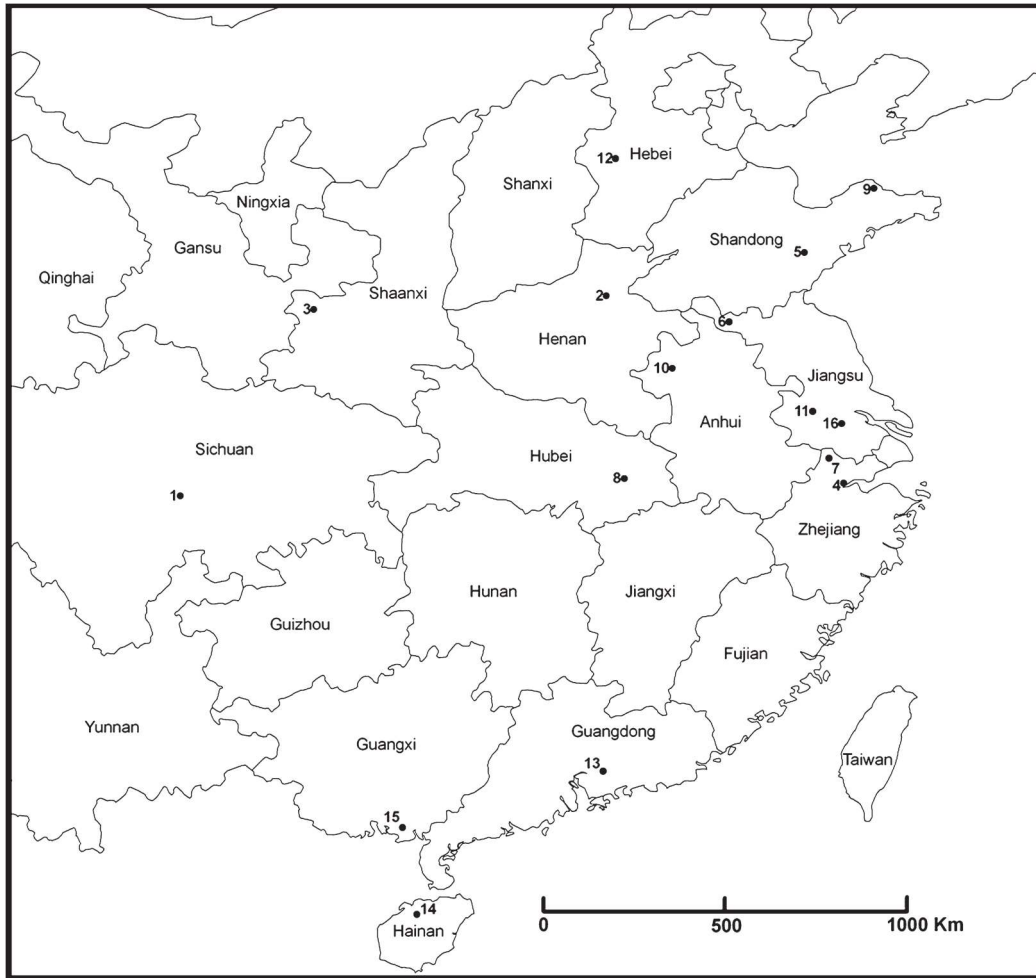 12 Hebei
Shanxi
Ningxia
9
Shandong
Gansu
5
Qinghai
Shaanxi
2
3
6
Henan
10
Jiangsu
11
16
Anhui
Sichuan
Hubei
7
8
4
1
Zhejiang
Hunan
Jiangxi
Guizhou
Fujian
Yunnan
Guangdong
Guangxi
Taiwan
13
15
14
Hainan
0 500 1000 Km